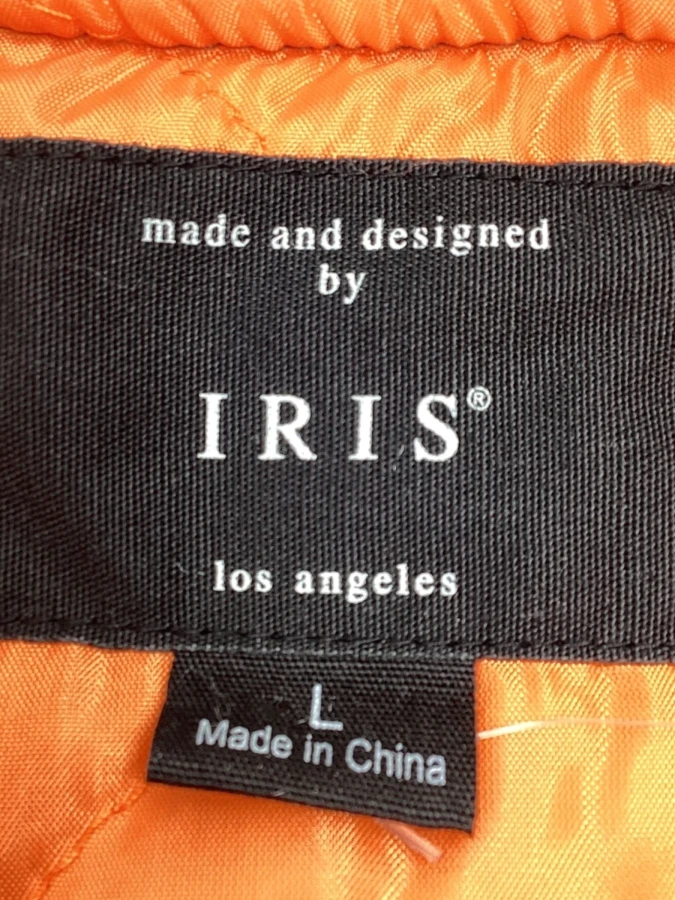 made and designed
by
IRIS®
los angeles
L
Made in China